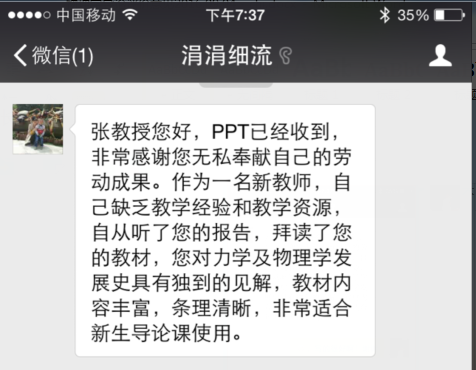 中国移动 下午7:37 35%
微信(1) 涓涓细流
张教授您好，PPT已经收到，
非常感谢您无私奉献自己的劳
动成果。作为一名新教师，自
己缺乏教学经验和教学资源，
自从听了您的报告，拜读了您
的教材，您对力学及物理学发
展史具有独到的见解，教材内
容丰富，条理清晰，非常适合
新生导论课使用。